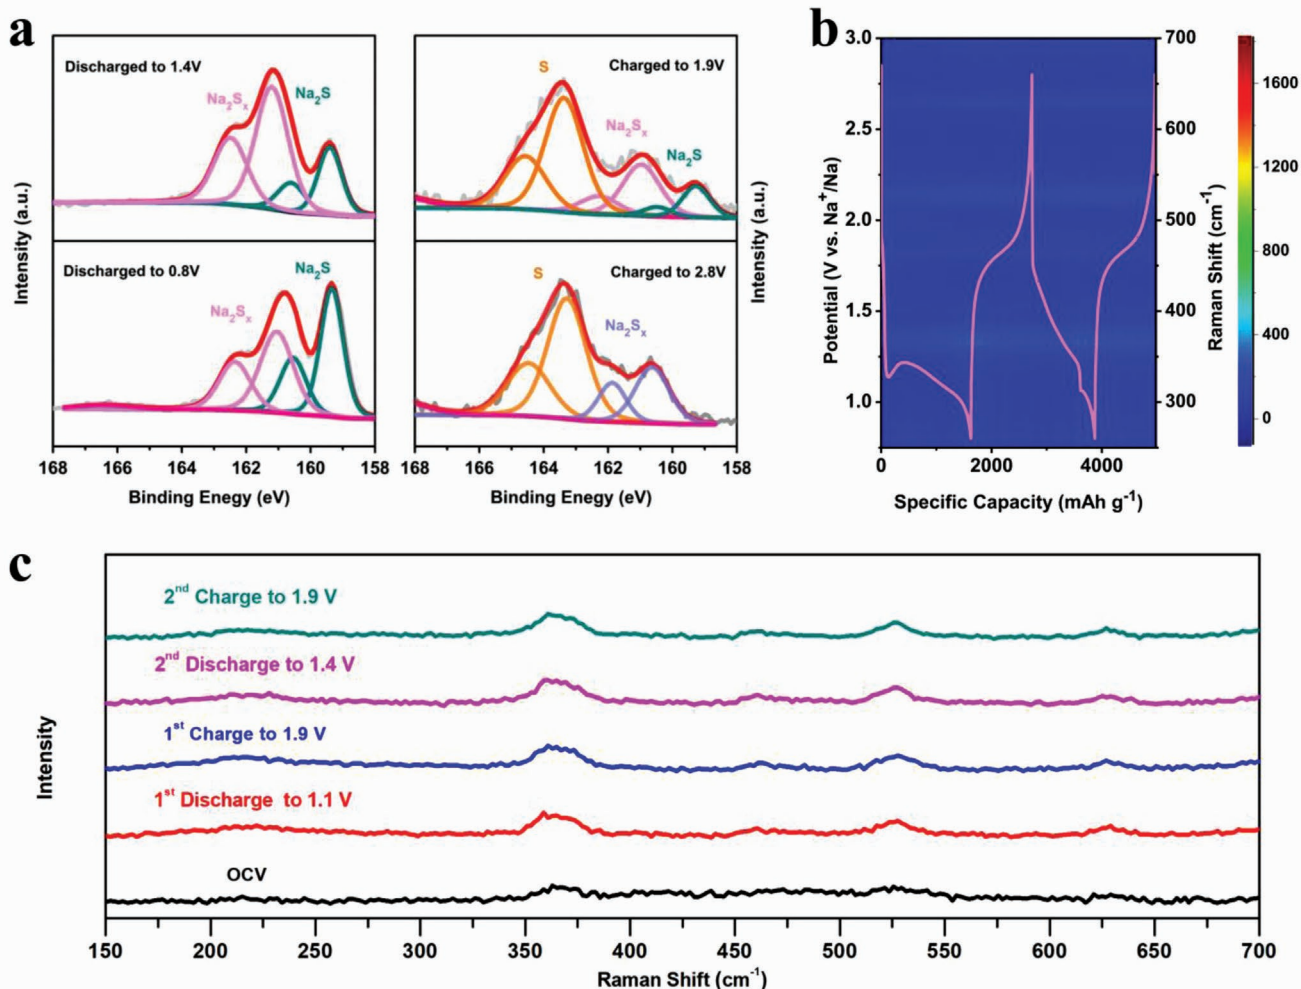 a
Discharged to 1.4V
Na₂Sₓ
Na₂S
Intensity (a.u.)
Discharged to 0.8V
Na₂Sₓ
Na₂S
168 166 164 162 160 158
Binding Enegy (eV)
Charged to 1.9V
S
Na₂Sₓ
Na₂S
Intensity (a.u.)
Charged to 2.8V
S
Na₂Sₓ
168 166 164 162 160 158
Binding Enegy (eV)
b
Potential (V vs. Na⁺/Na)
3.0
2.5
2.0
1.5
1.0
0 2000 4000
Specific Capacity (mAh g⁻¹)
700
600
500
400
300
Raman Shift (cm⁻¹)
1600
1200
800
400
0
c
Intensity
2ⁿᵈ Charge to 1.9 V
2ⁿᵈ Discharge to 1.4 V
1ˢᵗ Charge to 1.9 V
1ˢᵗ Discharge to 1.1 V
OCV
150 200 250 300 350 400 450 500 550 600 650 700
Raman Shift (cm⁻¹)